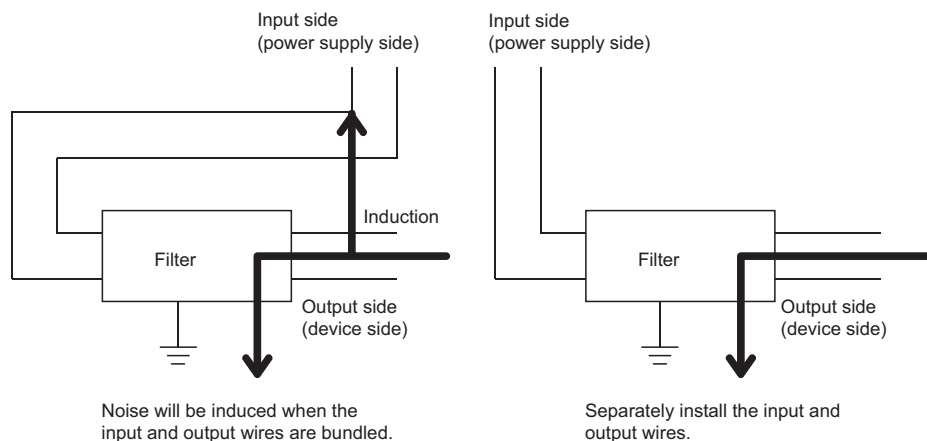 Input side
(power supply side)
Input side
(power supply side)
Induction
Filter
Output side
(device side)
Filter
Output side
(device side)
Noise will be induced when the
input and output wires are bundled.
Separately install the input and
output wires.